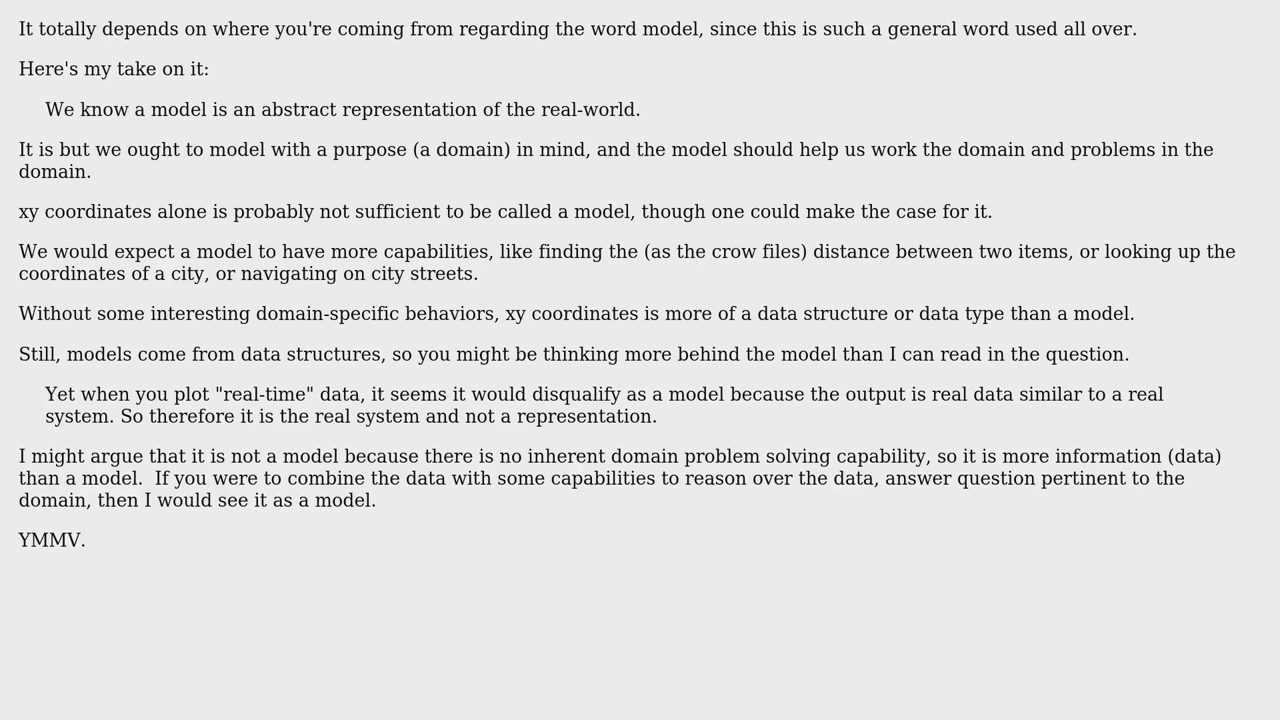 It totally depends on where you're coming from regarding the word model, since this is such a general word used all over.
Here's my take on it:
We know a model is an abstract representation of the real-world.
It is but we ought to model with a purpose (a domain) in mind, and the model should help us work the domain and problems in the
domain.
xy coordinates alone is probably not sufficient to be called a model, though one could make the case for it.
We would expect a model to have more capabilities, like finding the (as the crow files) distance between two items, or looking up the
coordinates of a city, or navigating on city streets.
Without some interesting domain-specific behaviors, xy coordinates is more of a data structure or data type than a model.
Still, models come from data structures, so you might be thinking more behind the model than I can read in the question.
Yet when you plot "real-time" data, it seems it would disqualify as a model because the output is real data similar to a real
system. So therefore it is the real system and not a representation.
I might argue that it is not a model because there is no inherent domain problem solving capability, so it is more information (data)
than a model.  If you were to combine the data with some capabilities to reason over the data, answer question pertinent to the
domain, then I would see it as a model.
YMMV.